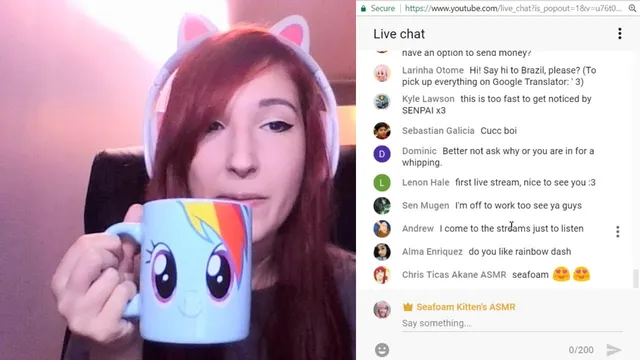 Secure
https://www.youtube.com/live_chat?is_popout=1&v=u76t0...
Live chat
have an option to send money?
Larinha Otome Hi! Say hi to Brazil, please? (To
pick up everything on Google Translator: ' 3)
Kyle Lawson this is too fast to get noticed by
SENPAI x3
Sebastian Galicia Cucc boi
D Dominic Better not ask why or you are in for a
whipping.
L Lenon Hale first live stream, nice to see you :3
Sen Mugen I'm off to work too see ya guys
Andrew I come to the streams just to listen
Alma Enriquez do you like rainbow dash
Chris Ticas Akane ASMR seafoam 😍 😍
Seafoam Kitten's ASMR
Say something...
0/200